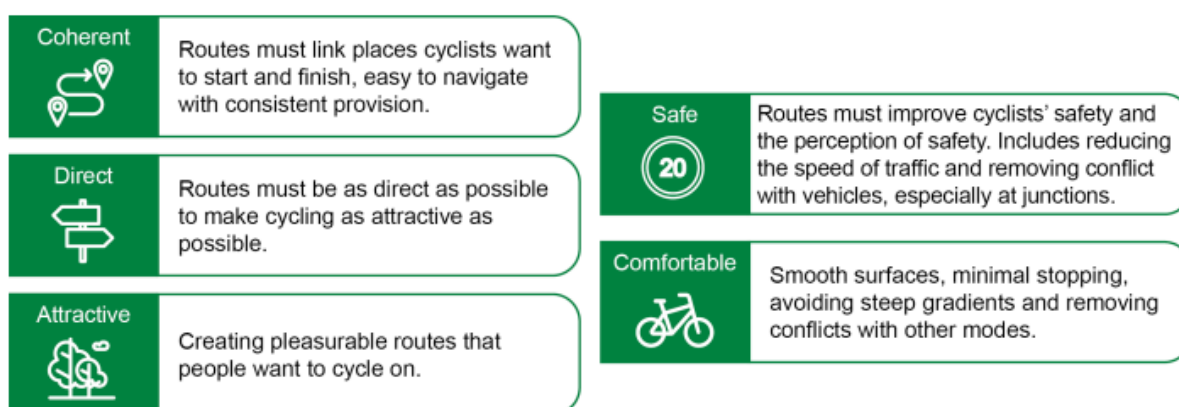 Coherent
Routes must link places cyclists want
to start and finish, easy to navigate
with consistent provision.
Direct
Routes must be as direct as possible
to make cycling as attractive as
possible.
Attractive
Creating pleasurable routes that
people want to cycle on.
Safe
20
Routes must improve cyclists’ safety and
the perception of safety. Includes reducing
the speed of traffic and removing conflict
with vehicles, especially at junctions.
Comfortable
Smooth surfaces, minimal stopping,
avoiding steep gradients and removing
conflicts with other modes.